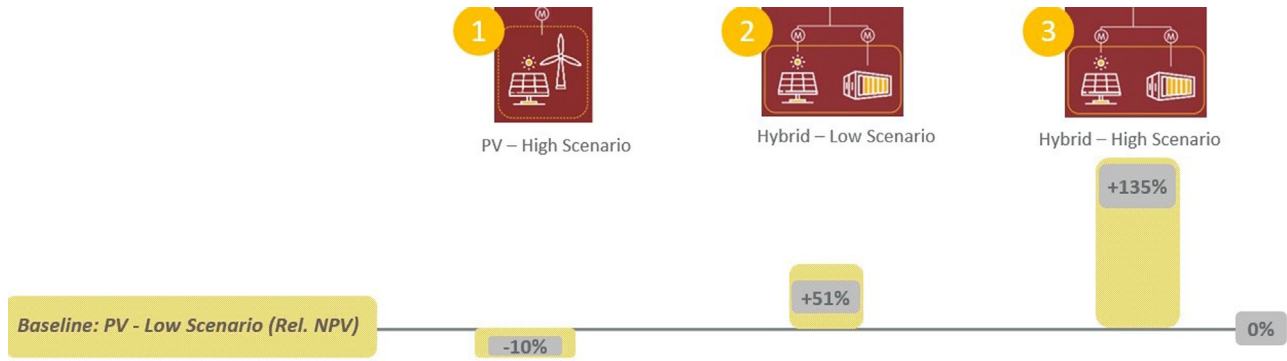 1
M
2
M
M
3
M
M
PV – High Scenario
Hybrid – Low Scenario
Hybrid – High Scenario
+135%
+51%
Baseline: PV - Low Scenario (Rel. NPV)
0%
-10%